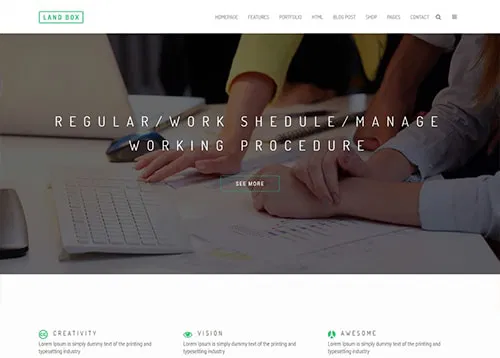 LAND BOX
HOMEPAGE FEATURES PORTFOLIO HTML BLOG POST SHOP PAGES CONTACT
REGULAR/WORK SHEDULE/MANAGE
WORKING PROCEDURE
SEE MORE
CREATIVITY
Lorem Ipsum is simply dummy text of the printing and
typesetting industry
VISION
Lorem Ipsum is simply dummy text of the printing and
typesetting industry
AWESOME
Lorem Ipsum is simply dummy text of the printing and
typesetting industry